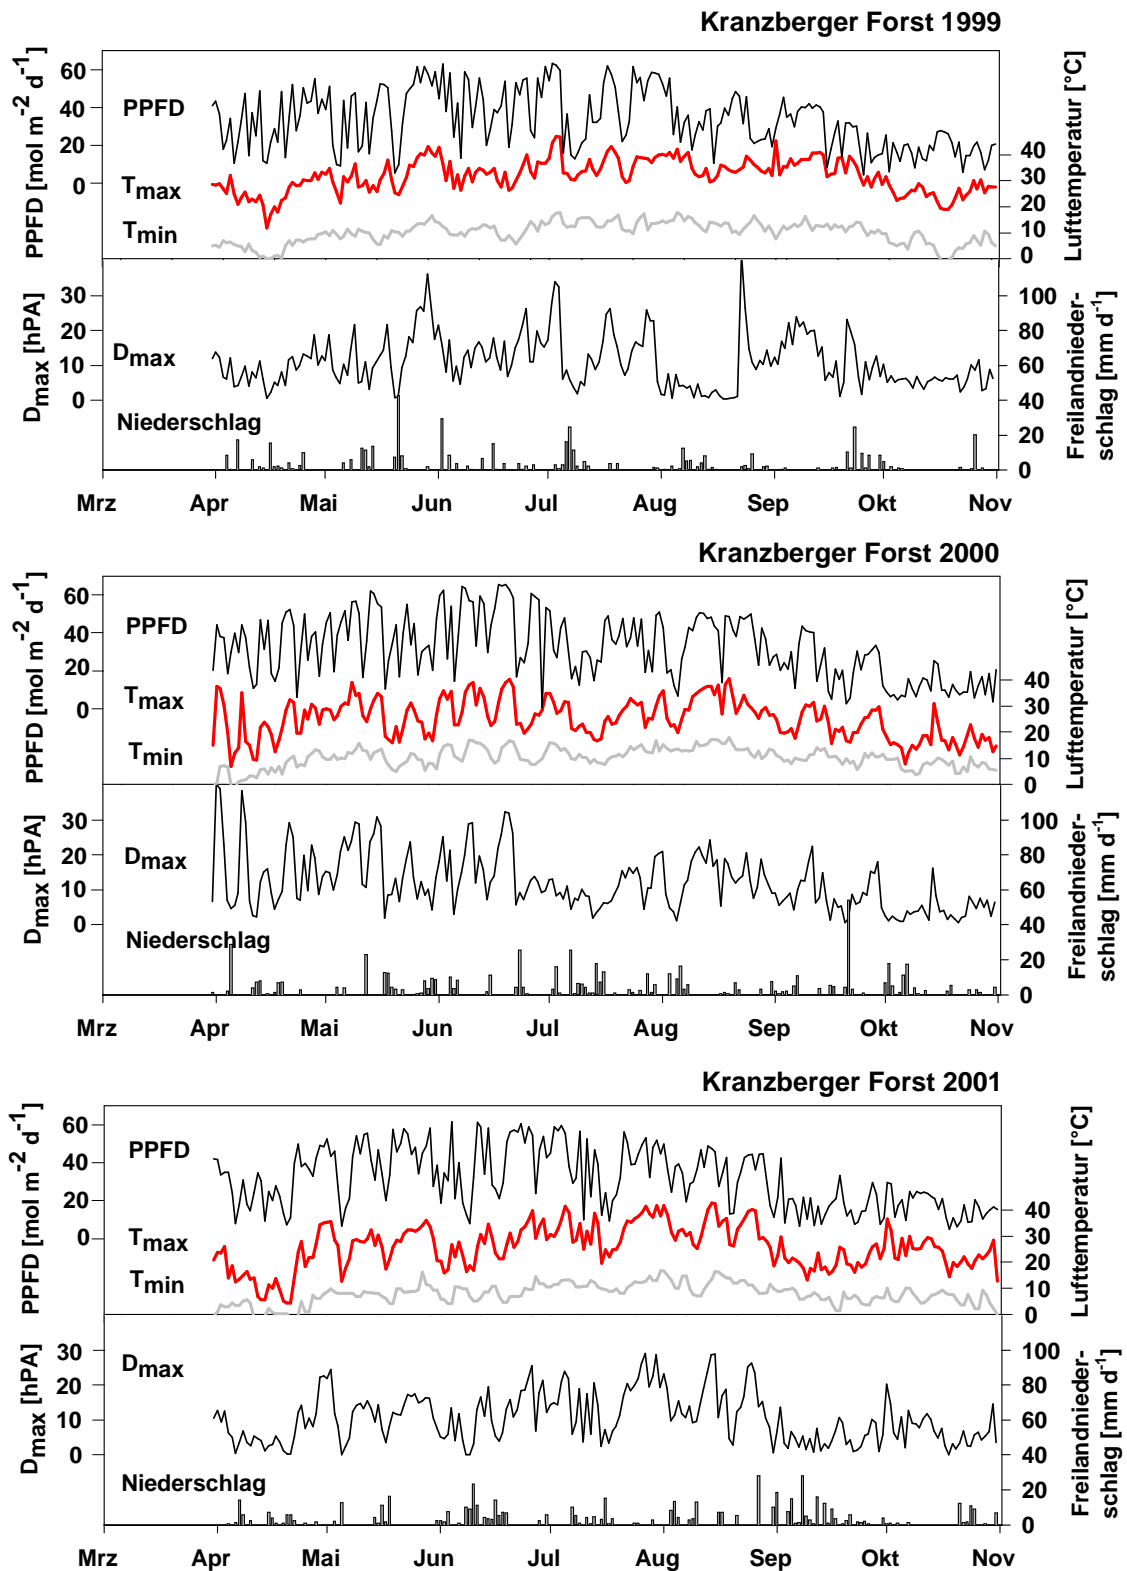 Kranzberger Forst 1999
PPFD [mol m-2 d-1]
60
40
20
0
PPFD
Tmax
Tmin
40
30
20
10
0
Lufttemperatur [°C]
Dmax [hPA]
30
20
10
0
Dmax
Niederschlag
100
80
60
40
20
0
Freilandnieder-
schlag [mm d-1]
Mrz Apr Mai Jun Jul Aug Sep Okt Nov
Kranzberger Forst 2000
PPFD [mol m-2 d-1]
60
40
20
0
PPFD
Tmax
Tmin
40
30
20
10
0
Lufttemperatur [°C]
Dmax [hPA]
30
20
10
0
Dmax
Niederschlag
100
80
60
40
20
0
Freilandnieder-
schlag [mm d-1]
Mrz Apr Mai Jun Jul Aug Sep Okt Nov
Kranzberger Forst 2001
PPFD [mol m-2 d-1]
60
40
20
0
PPFD
Tmax
Tmin
40
30
20
10
0
Lufttemperatur [°C]
Dmax [hPA]
30
20
10
0
Dmax
Niederschlag
100
80
60
40
20
0
Freilandnieder-
schlag [mm d-1]
Mrz Apr Mai Jun Jul Aug Sep Okt Nov